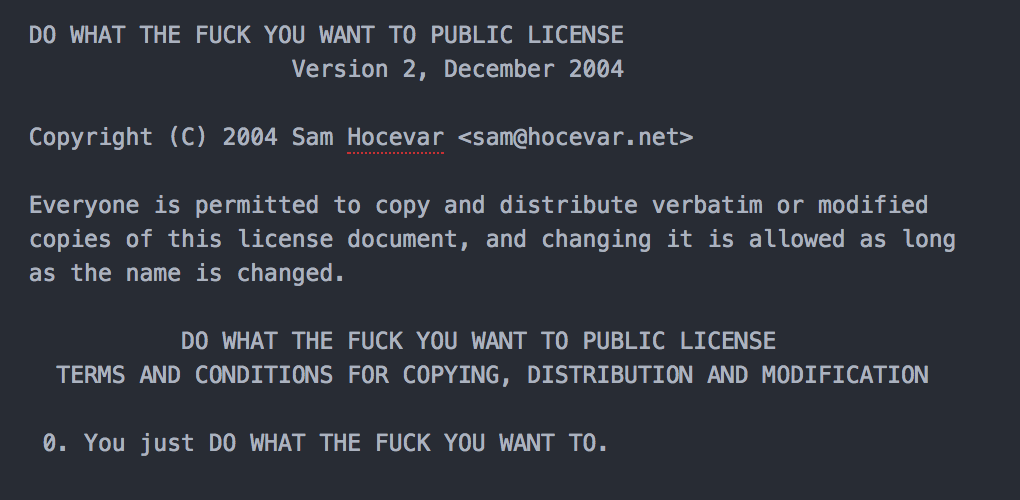 DO WHAT THE FUCK YOU WANT TO PUBLIC LICENSE
Version 2, December 2004
Copyright (C) 2004 Sam Hocevar <sam@hocevar.net>
Everyone is permitted to copy and distribute verbatim or modified
copies of this license document, and changing it is allowed as long
as the name is changed.
DO WHAT THE FUCK YOU WANT TO PUBLIC LICENSE
TERMS AND CONDITIONS FOR COPYING, DISTRIBUTION AND MODIFICATION
0. You just DO WHAT THE FUCK YOU WANT TO.